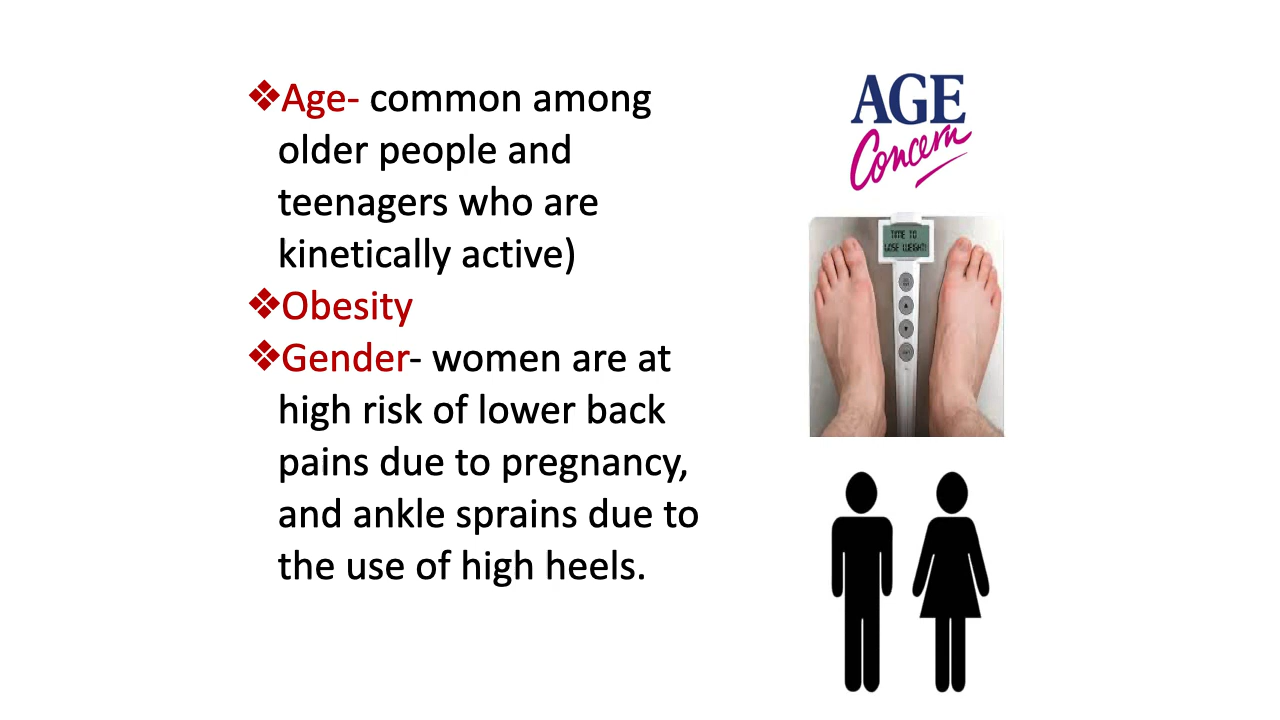 ❖Age- common among
older people and
teenagers who are
kinetically active)
❖Obesity
❖Gender- women are at
high risk of lower back
pains due to pregnancy,
and ankle sprains due to
the use of high heels.
AGE
Concern
TIME TO
LOSE WEIGHT!